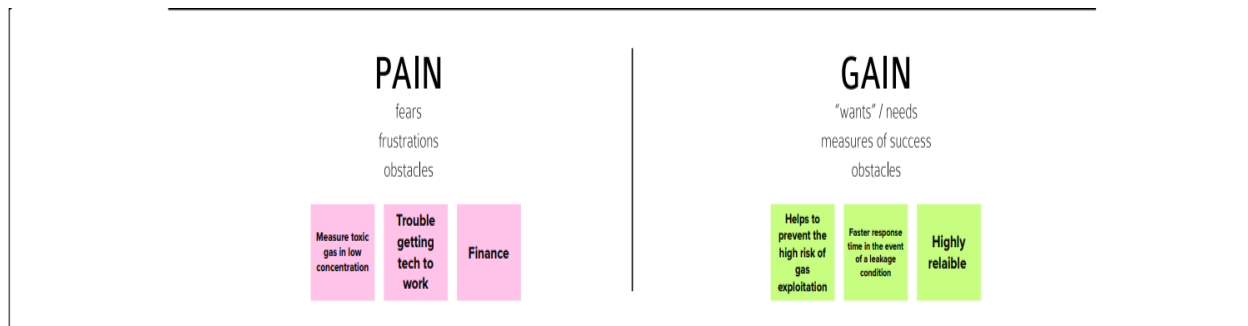 PAIN
fears
frustrations
obstacles
Measure toxic
gas in low
concentration
Trouble
getting
tech to
work
Finance
GAIN
“wants” / needs
measures of success
obstacles
Helps to
prevent the
high risk of
gas
exploitation
Faster response
time in the event
of a leakage
condition
Highly
relaible